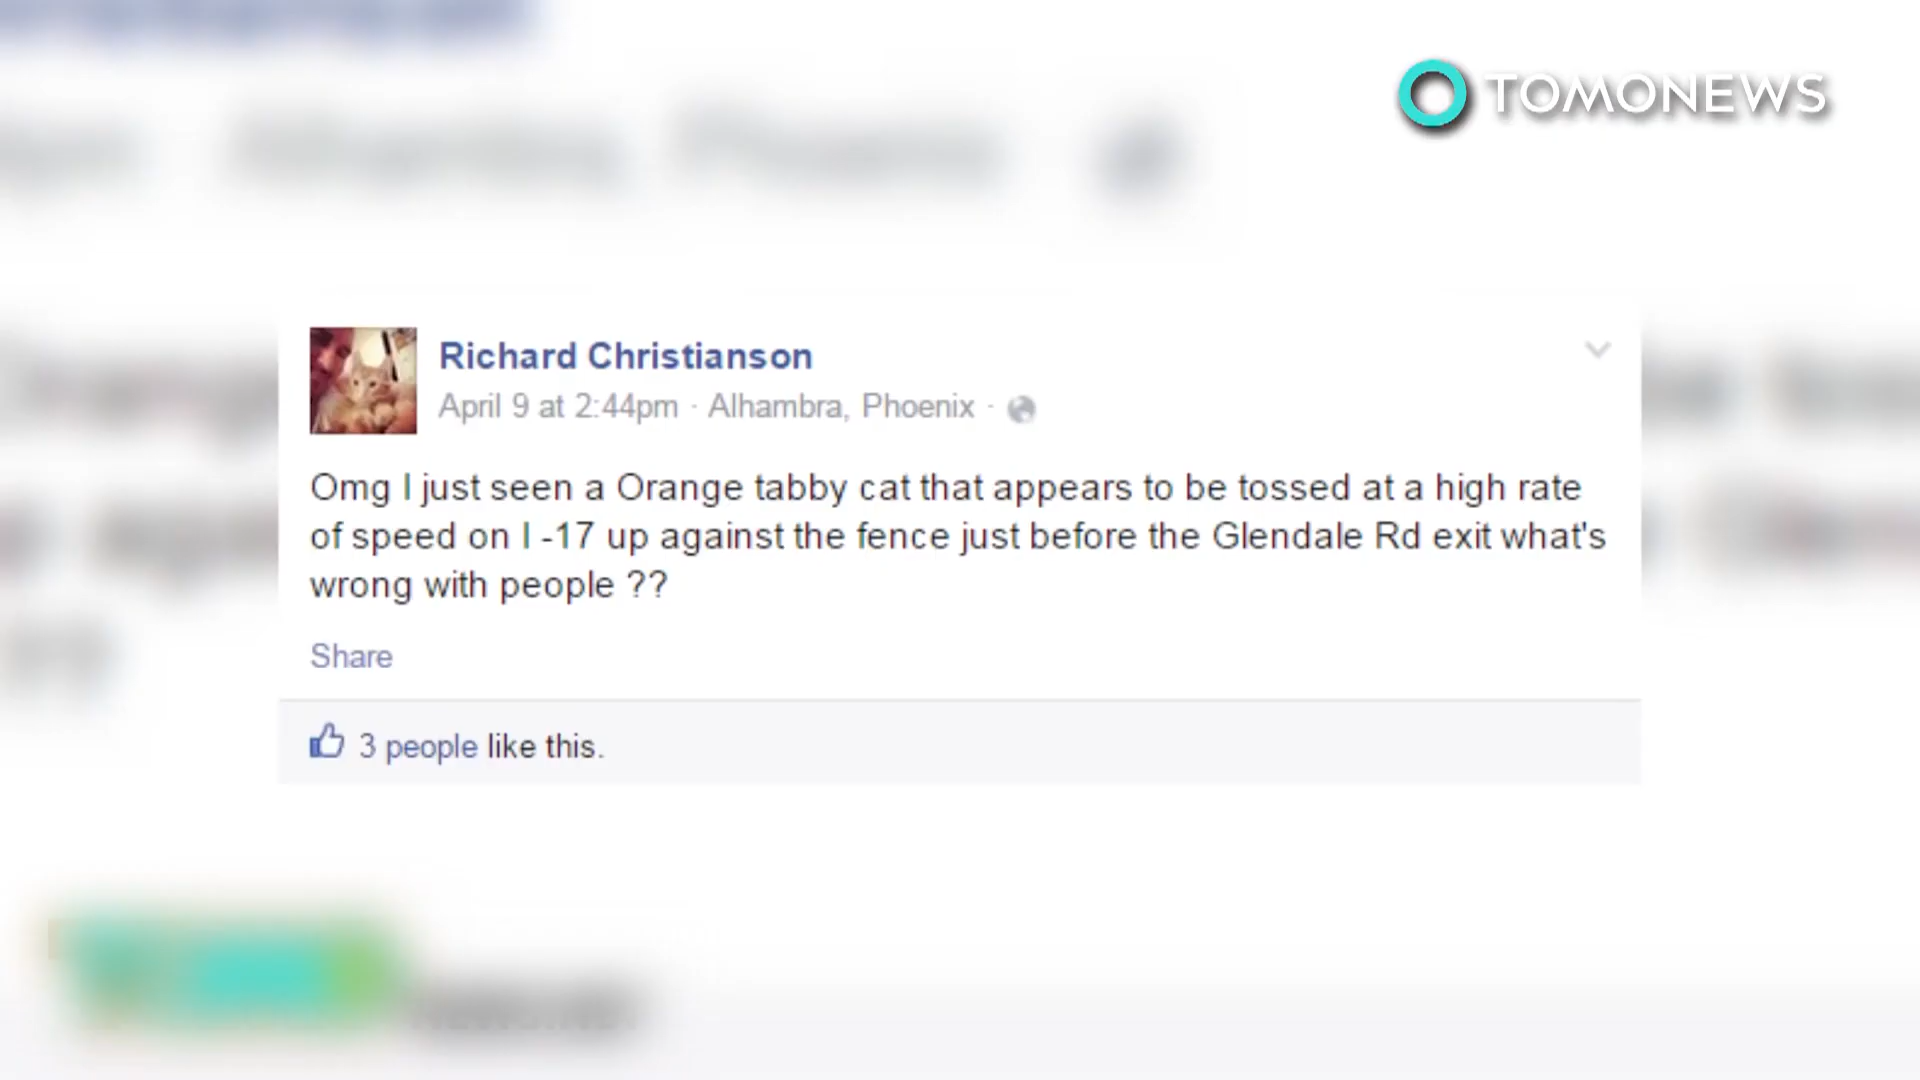 TOMONEWS
Richard Christianson
April 9 at 2:44pm · Alhambra, Phoenix ·
Omg I just seen a Orange tabby cat that appears to be tossed at a high rate
of speed on I -17 up against the fence just before the Glendale Rd exit what's
wrong with people ??
Share
3 people like this.